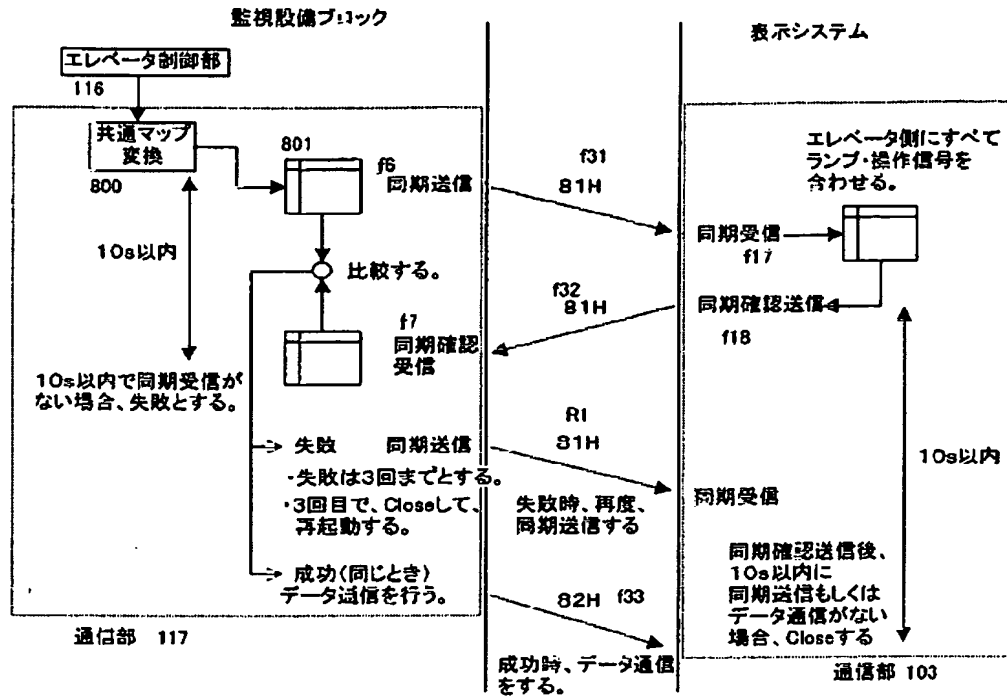 監視設備ブロック
表示システム
エレベータ制御部
116
共通マップ
変換
800
801
f6
同期送信
10s以内
比較する。
f7
同期確認
受信
10s以内で同期受信が
ない場合、失敗とする。
失敗 同期送信
・失敗は3回までとする。
・3回目で、Closeして、
再起動する。
成功(同じとき)
データ通信を行う。
通信部 117
f31
81H
f32
81H
R1
81H
失敗時、再度、
同期送信する
82H f33
成功時、データ通信
をする。
エレベータ側にすべて
ランプ・操作信号を
合わせる。
同期受信
f17
同期確認送信
f18
10s以内
同期受信
同期確認送信後、
10s以内に
同期送信もしくは
データ通信がない
場合、Closeする
通信部 103